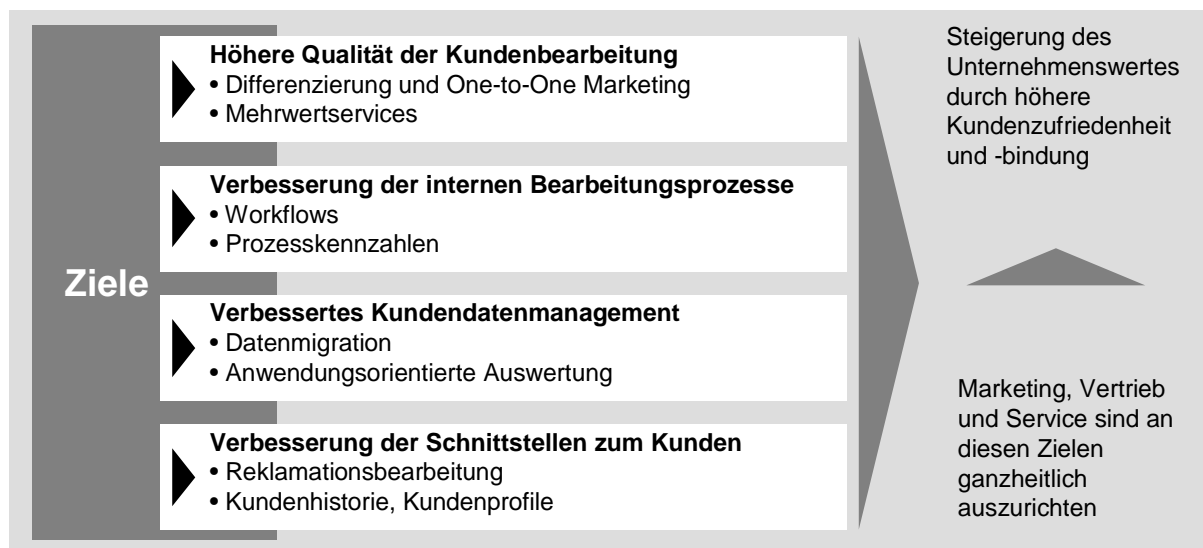 Ziele
Höhere Qualität der Kundenbearbeitung
• Differenzierung und One-to-One Marketing
• Mehrwertservices
Verbesserung der internen Bearbeitungsprozesse
• Workflows
• Prozesskennzahlen
Verbessertes Kundendatenmanagement
• Datenmigration
• Anwendungsorientierte Auswertung
Verbesserung der Schnittstellen zum Kunden
• Reklamationsbearbeitung
• Kundenhistorie, Kundenprofile
Steigerung des
Unternehmenswertes
durch höhere
Kundenzufriedenheit
und -bindung
Marketing, Vertrieb
und Service sind an
diesen Zielen
ganzheitlich
auszurichten